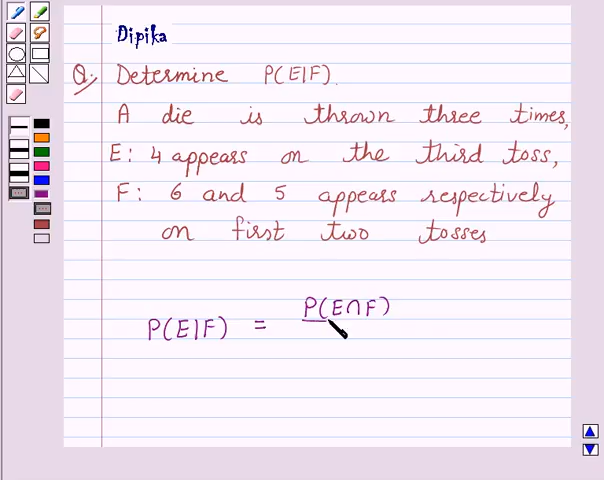 Dipika
Q. Determine P(E|F).
A die is thrown three times,
E: 4 appears on the third toss,
F: 6 and 5 appears respectively
on first two tosses
P(E∩F)
P(E|F) =